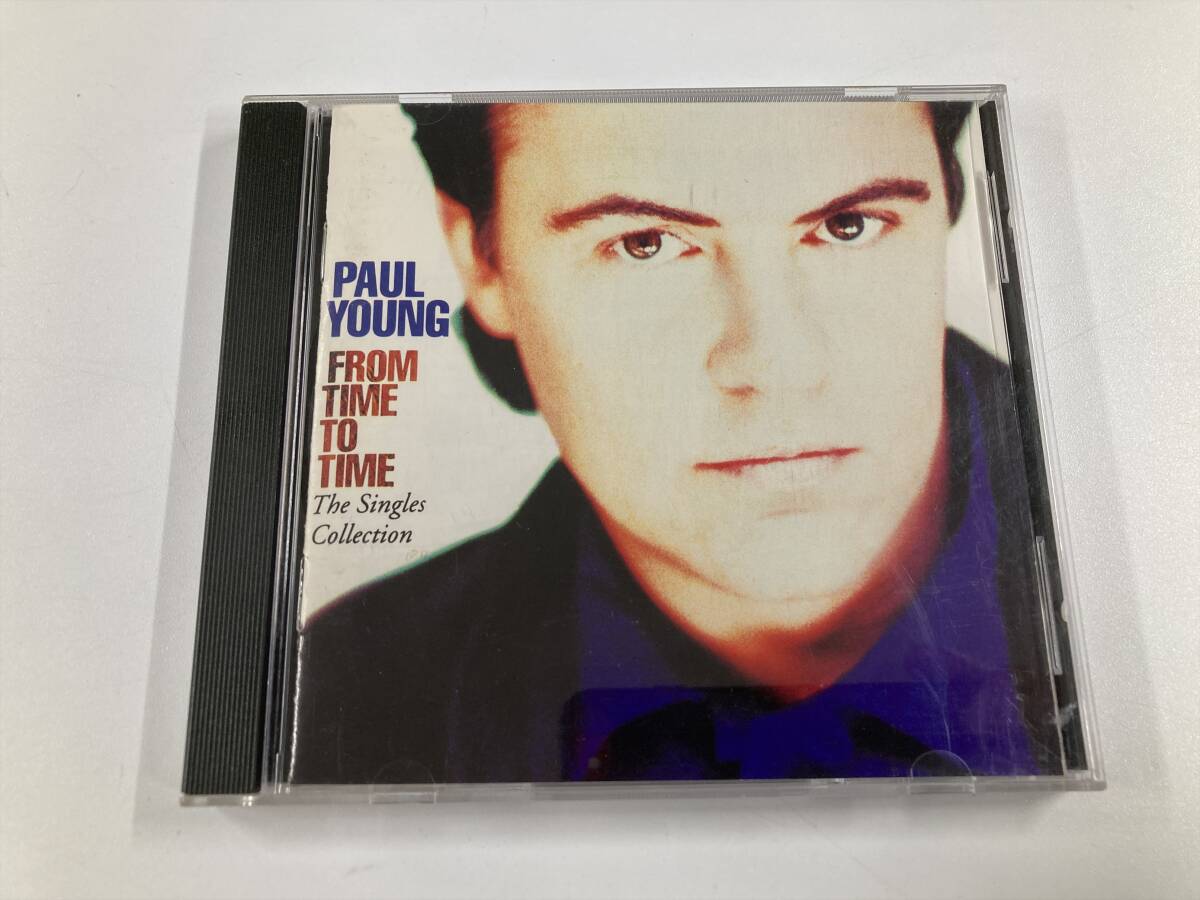 PAUL
YOUNG
FROM
TIME
TO
TIME
The Singles
Collection